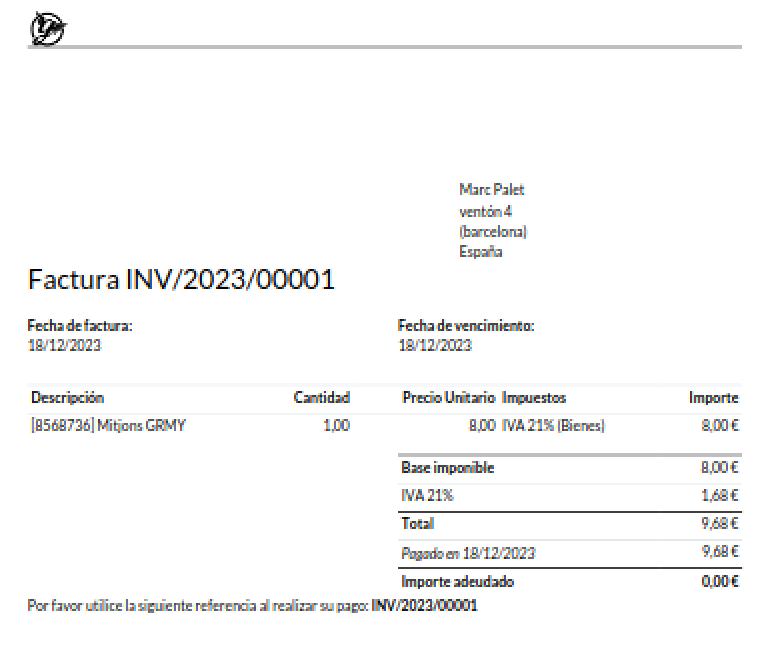 Marc Palet
ventón 4
(barcelona)
España
Factura INV/2023/00001
Fecha de factura: Fecha de vencimiento:
18/12/2023 18/12/2023
Descripción Cantidad Precio Unitario Impuestos Importe
[8568736] Mitjons GRMY 1,00 8,00 IVA 21% (Bienes) 8,00 €
Base imponible 8,00 €
IVA 21% 1,68 €
Total 9,68 €
Pagado en 18/12/2023 9,68 €
Importe adeudado 0,00 €
Por favor utilice la siguiente referencia al realizar su pago: INV/2023/00001